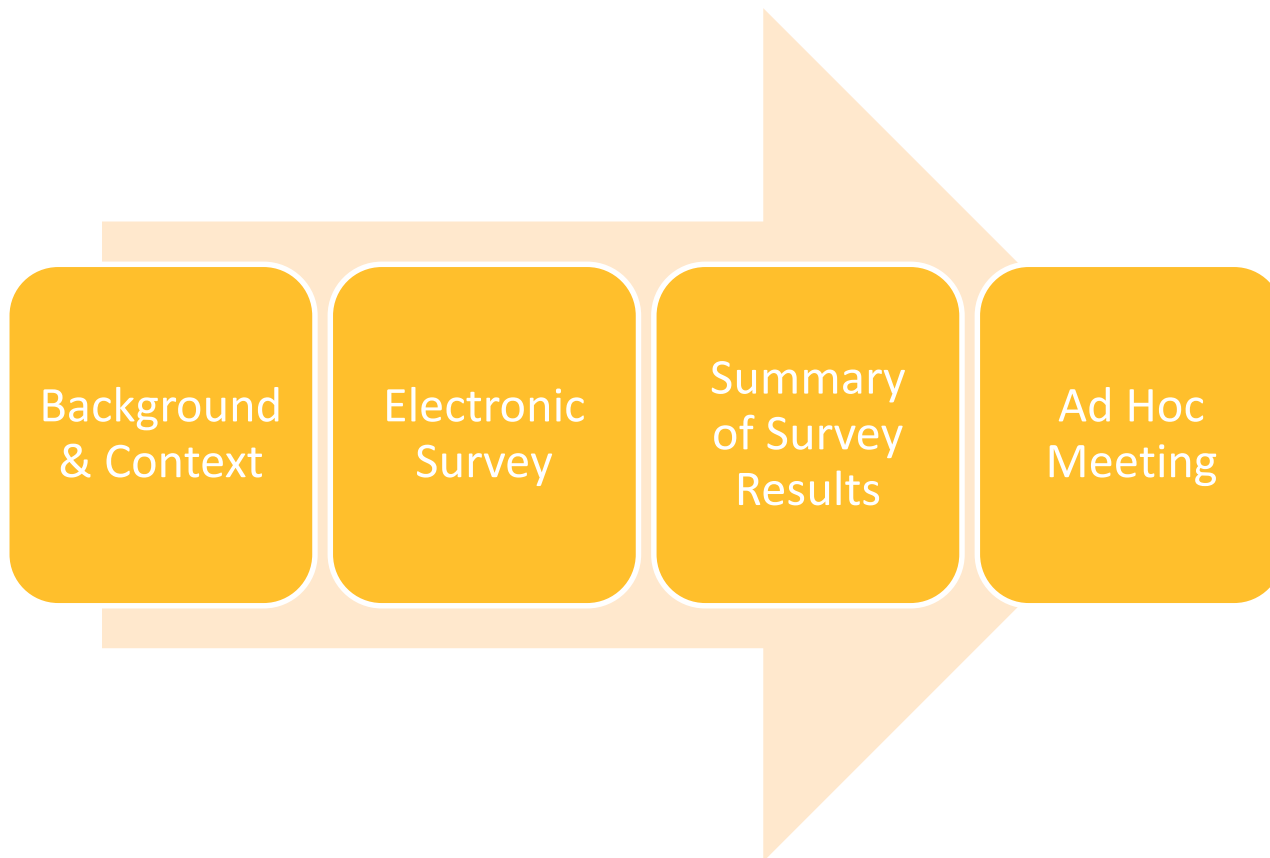 Background
& Context
Electronic
Survey
Summary
of Survey
Results
Ad Hoc
Meeting